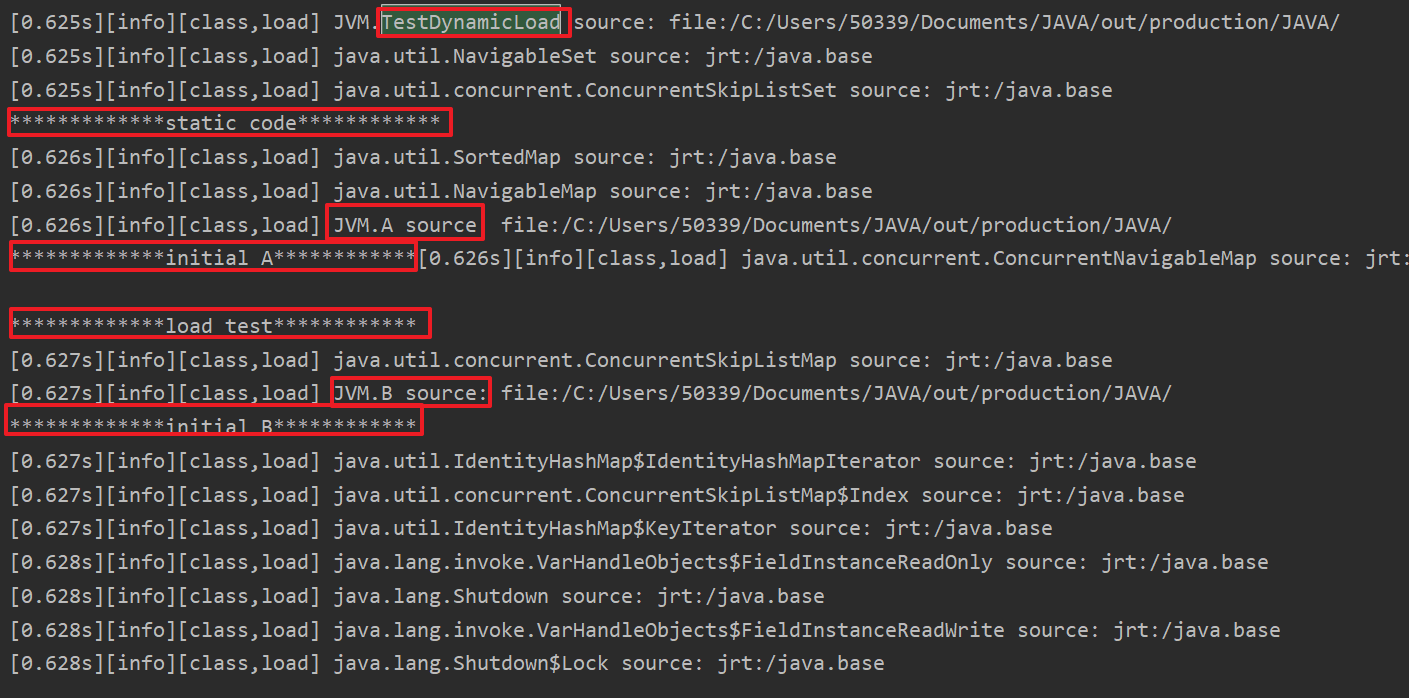 [0.625s][info][class,load] JVM.TestDynamicLoad source: file:/C:/Users/50339/Documents/JAVA/out/production/JAVA/
[0.625s][info][class,load] java.util.NavigableSet source: jrt:/java.base
[0.625s][info][class,load] java.util.concurrent.ConcurrentSkipListSet source: jrt:/java.base
*************static code************
[0.626s][info][class,load] java.util.SortedMap source: jrt:/java.base
[0.626s][info][class,load] java.util.NavigableMap source: jrt:/java.base
[0.626s][info][class,load] JVM.A source file:/C:/Users/50339/Documents/JAVA/out/production/JAVA/
*************initial A************[0.626s][info][class,load] java.util.concurrent.ConcurrentNavigableMap source: jrt:
*************load test************
[0.627s][info][class,load] java.util.concurrent.ConcurrentSkipListMap source: jrt:/java.base
[0.627s][info][class,load] JVM.B source: file:/C:/Users/50339/Documents/JAVA/out/production/JAVA/
*************initial B************
[0.627s][info][class,load] java.util.IdentityHashMap$IdentityHashMapIterator source: jrt:/java.base
[0.627s][info][class,load] java.util.concurrent.ConcurrentSkipListMap$Index source: jrt:/java.base
[0.627s][info][class,load] java.util.IdentityHashMap$KeyIterator source: jrt:/java.base
[0.628s][info][class,load] java.lang.invoke.VarHandleObjects$FieldInstanceReadOnly source: jrt:/java.base
[0.628s][info][class,load] java.lang.Shutdown source: jrt:/java.base
[0.628s][info][class,load] java.lang.invoke.VarHandleObjects$FieldInstanceReadWrite source: jrt:/java.base
[0.628s][info][class,load] java.lang.Shutdown$Lock source: jrt:/java.base